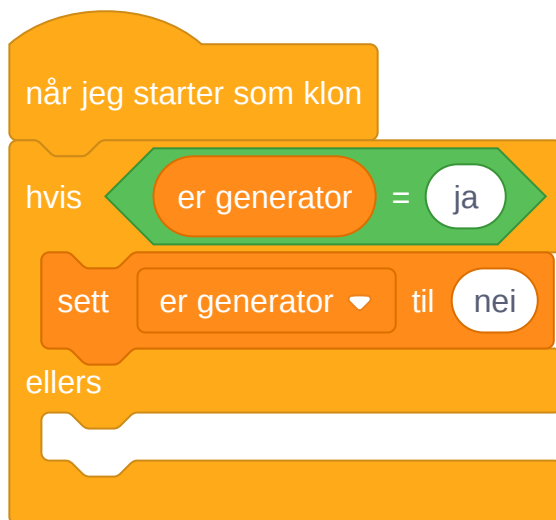 når jeg starter som klon
hvis er generator = ja
sett er generator til nei
ellers